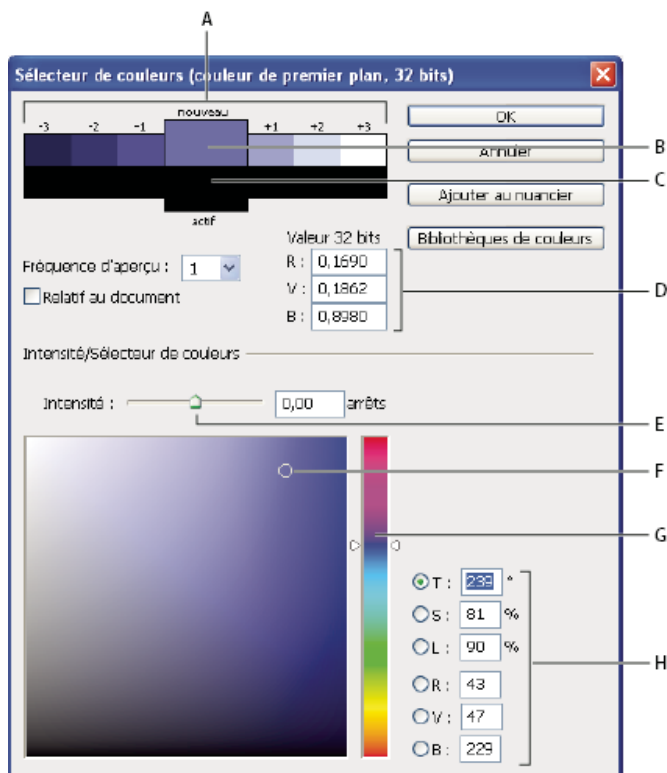 A
Sélecteur de couleurs (couleur de premier plan, 32 bits)
nouveau
-3 -2 -1 +1 +2 +3
OK
B
Annuler
C
Ajouter au nuancier
actif
Valeur 32 bits
Bibliothèques de couleurs
Fréquence d'aperçu : 1
R : 0,1690
Relatif au document
V : 0,1862
D
B : 0,8980
Intensité/Sélecteur de couleurs
Intensité : 0,00 arrêts
E
F
G
T : 239 °
S : 81 %
L : 90 %
H
R : 43
V : 47
B : 229